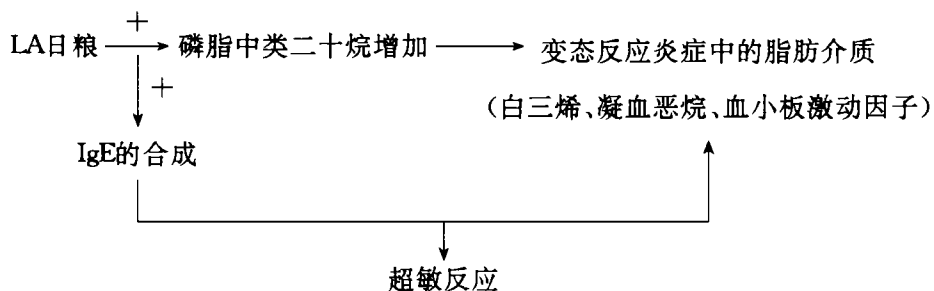 +
LA日粮 磷脂中类二十烷增加 变态反应炎症中的脂肪介质
+
(白三烯、凝血恶烷、血小板激动因子)
IgE的合成
超敏反应